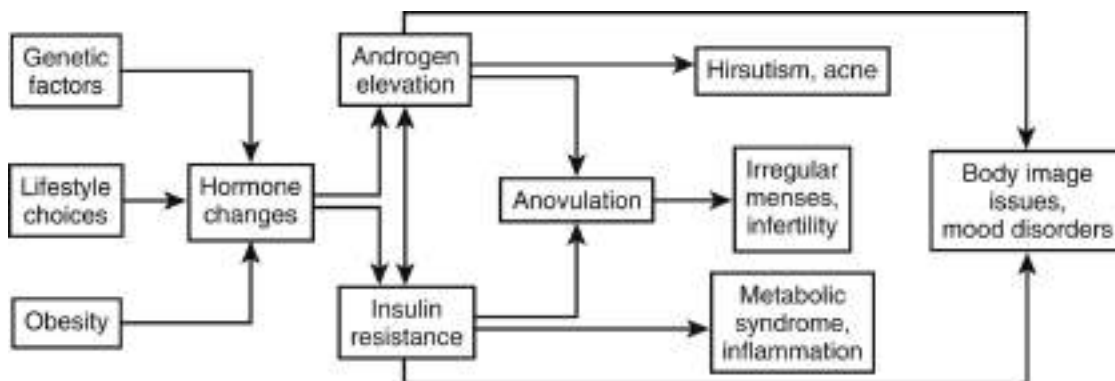 Genetic
factors
Lifestyle
choices
Obesity
Hormone
changes
Androgen
elevation
Insulin
resistance
Anovulation
Hirsutism, acne
Irregular
menses,
infertility
Metabolic
syndrome,
inflammation
Body image
issues,
mood disorders